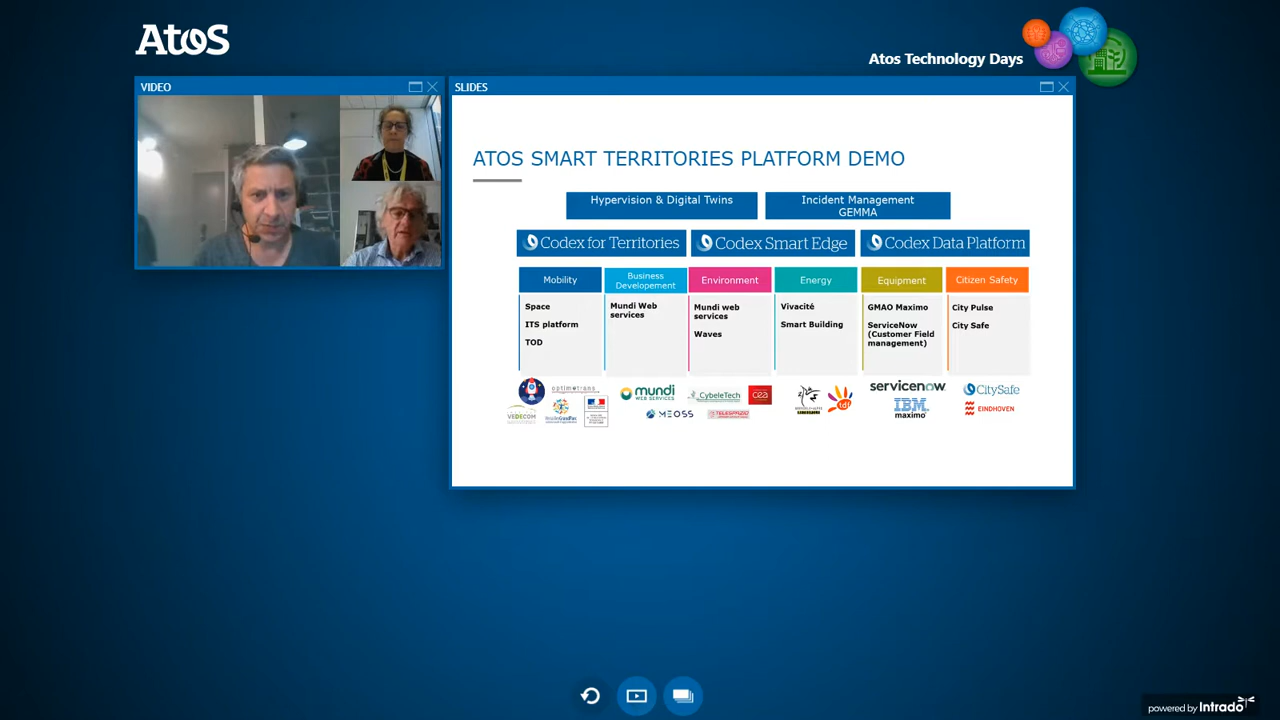 Atos
Atos Technology Days
VIDEO
SLIDES
ATOS SMART TERRITORIES PLATFORM DEMO
Hypervision & Digital Twins
Incident Management
GEMMA
Codex for Territories
Codex Smart Edge
Codex Data Platform
Mobility
Business
Developement
Environment
Energy
Equipment
Citizen Safety
Space
ITS platform
TOD
Mundi Web
services
Mundi web
services
Waves
Vivacité
Smart Building
GMAO Maximo
ServiceNow
(Customer Field
management)
City Pulse
City Safe
optimotrans
VEDECOM
mundi
WEB SERVICES
MEOSS
CybeleTech
cea
TELESPAZIO
tdf
servicenow
IBM
maximo
CitySafe
EINDHOVEN
powered by Intrado